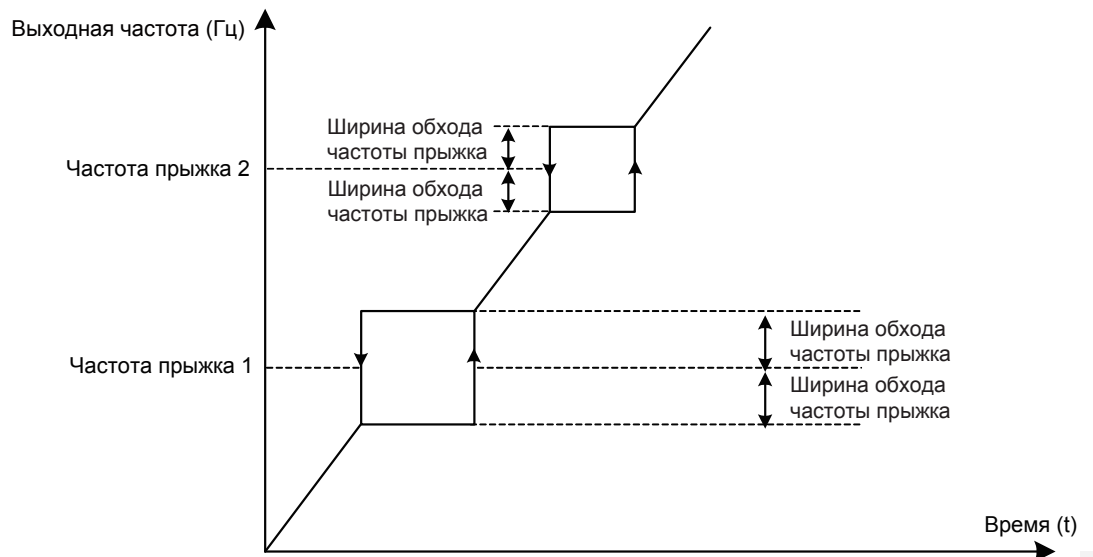 Выходная частота (Гц)
Ширина обхода
частоты прыжка
Частота прыжка 2
Ширина обхода
частоты прыжка
Ширина обхода
частоты прыжка
Частота прыжка 1
Ширина обхода
частоты прыжка
Время (t)